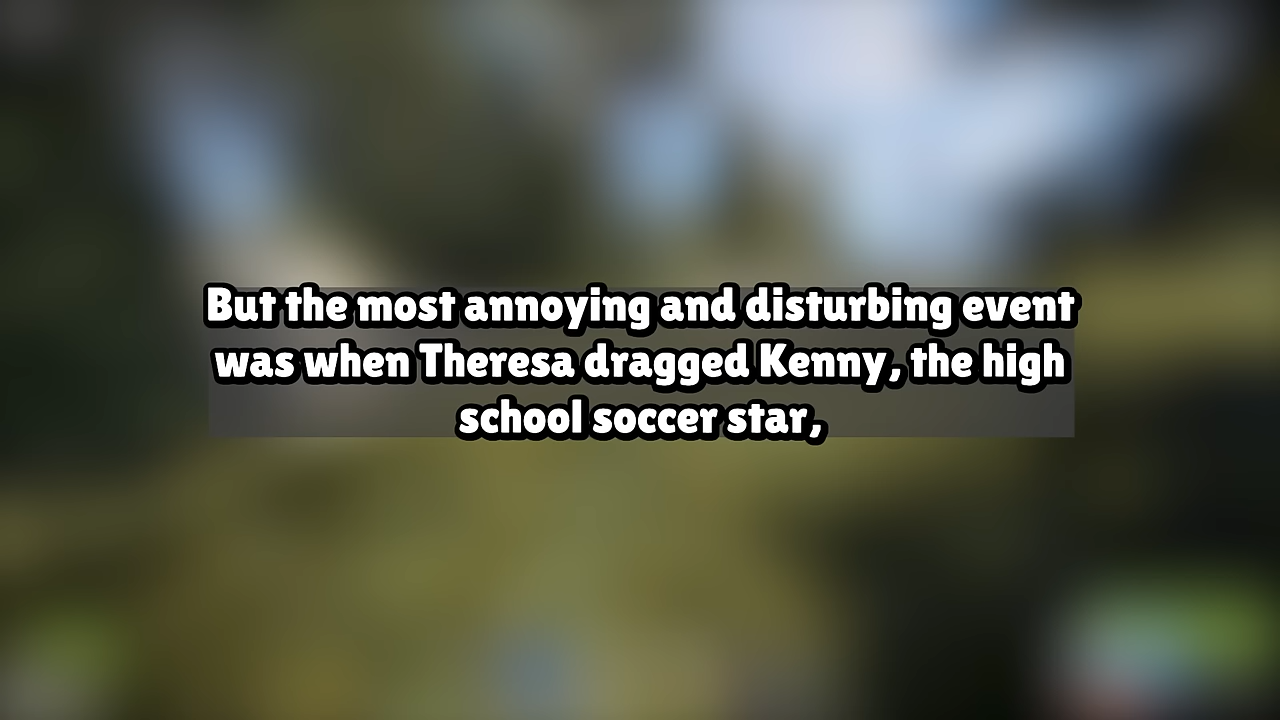 But the most annoying and disturbing event
was when Theresa dragged Kenny, the high
school soccer star,